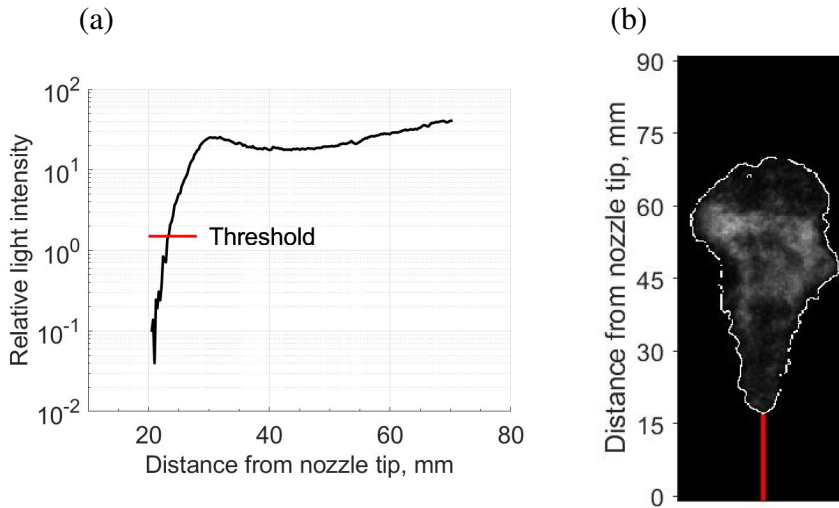 (a)
10^2
10^1
10^0
10^-1
10^-2
Relative light intensity
Threshold
20
40
60
80
Distance from nozzle tip, mm
(b)
90
75
60
45
30
15
0
Distance from nozzle tip, mm